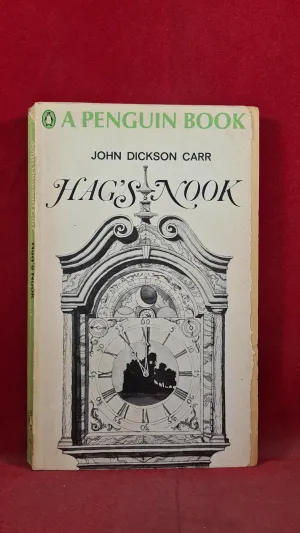 A PENGUIN BOOK
JOHN DICKSON CARR
HAG'S NOOK